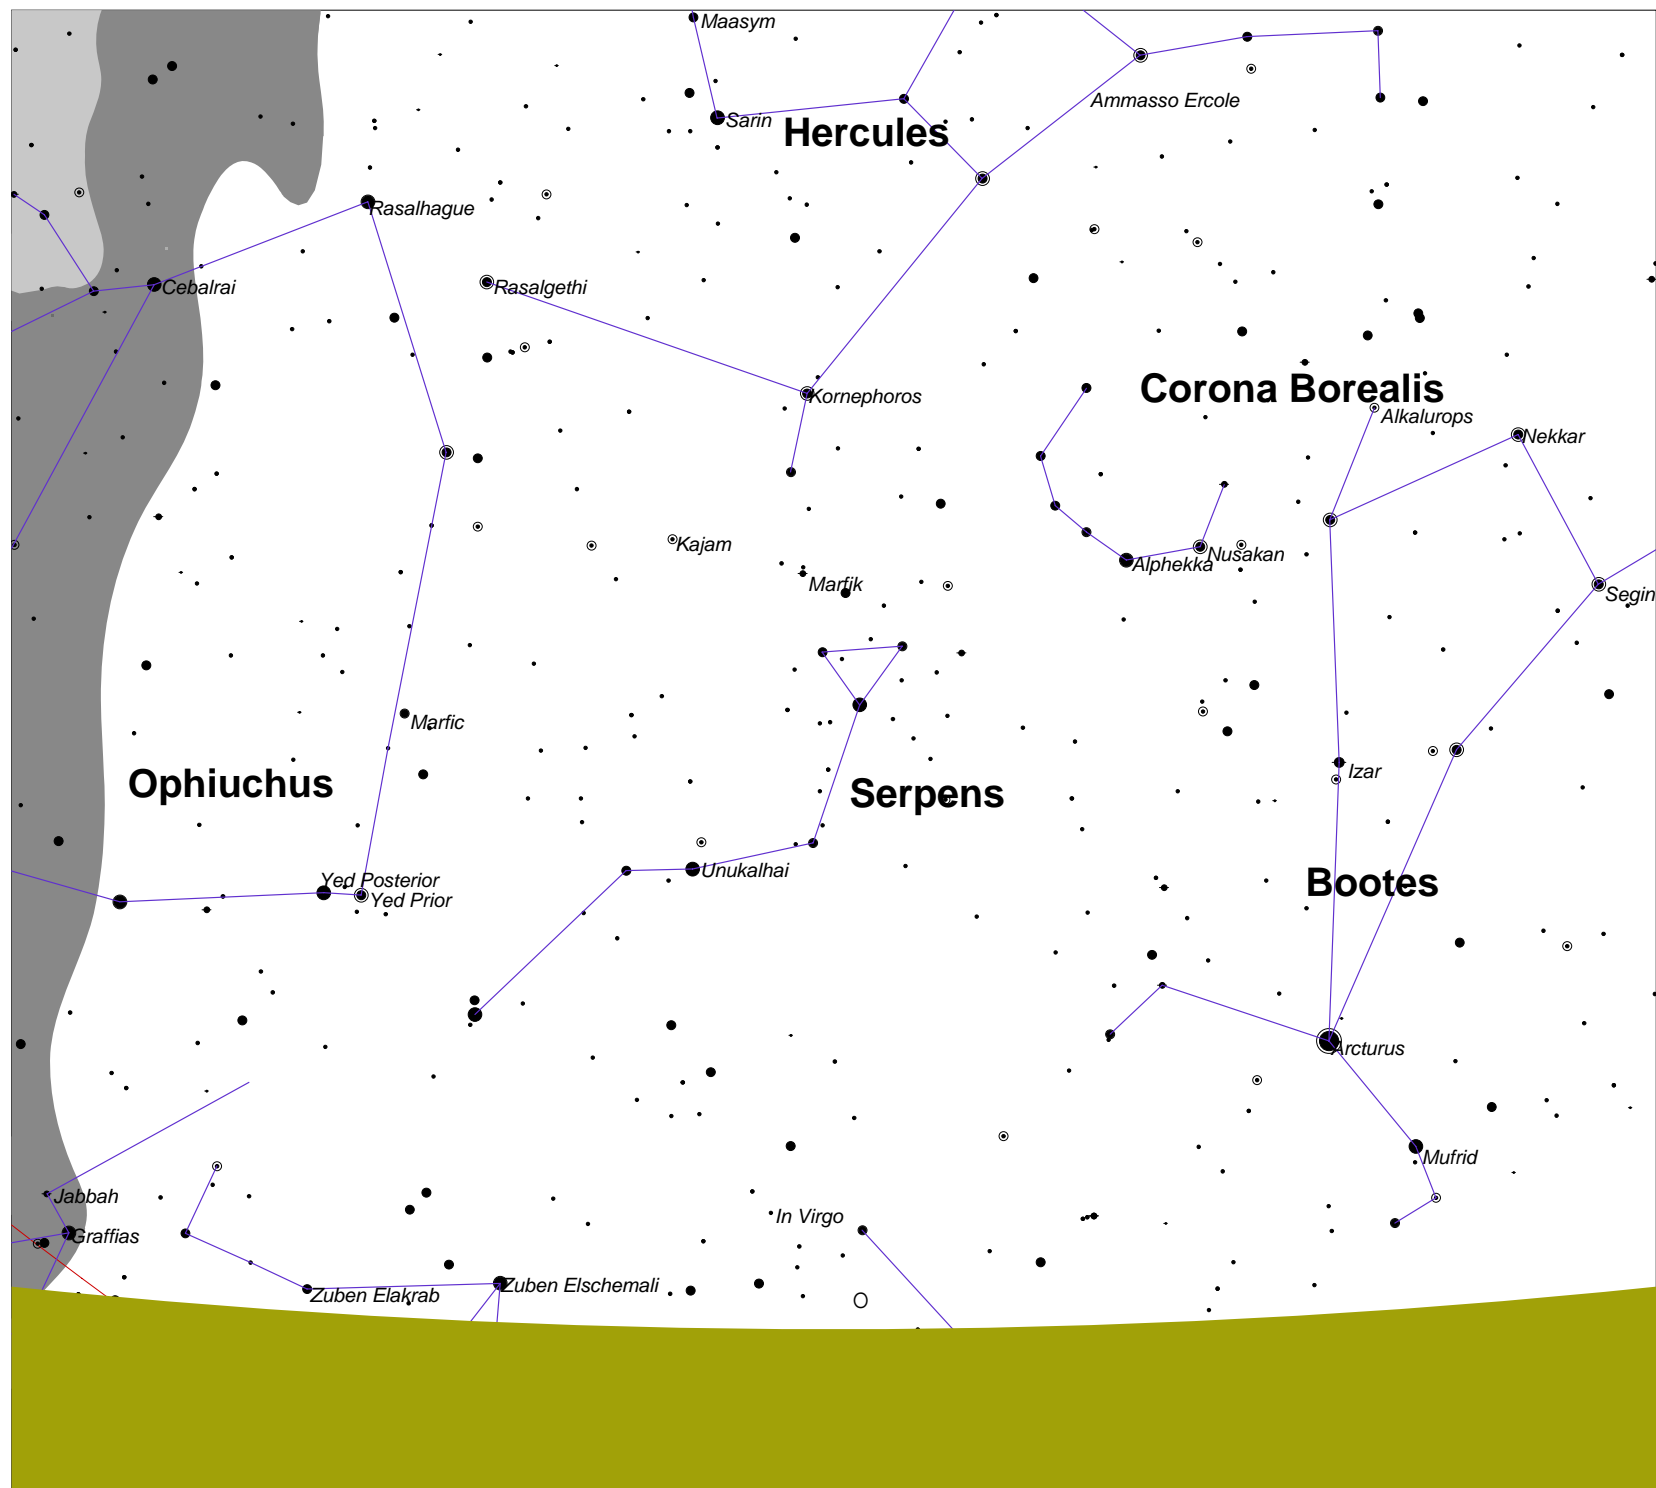 Maasym
Ammasso Ercole
Sarin
Hercules
Rasalhague
Cebalrai
Rasalgethi
Corona Borealis
Kornephoros
Alkalurops
Nekkar
Kajam
Nusakan
Alphekka
Marfik
Segin
Marfic
Izar
Ophiuchus
Serpens
Unukalhai
Yed Posterior
Bootes
Yed Prior
Arcturus
Mufrid
Jabbah
In Virgo
Graffias
Zuben Elschemali
Zuben Elakrab